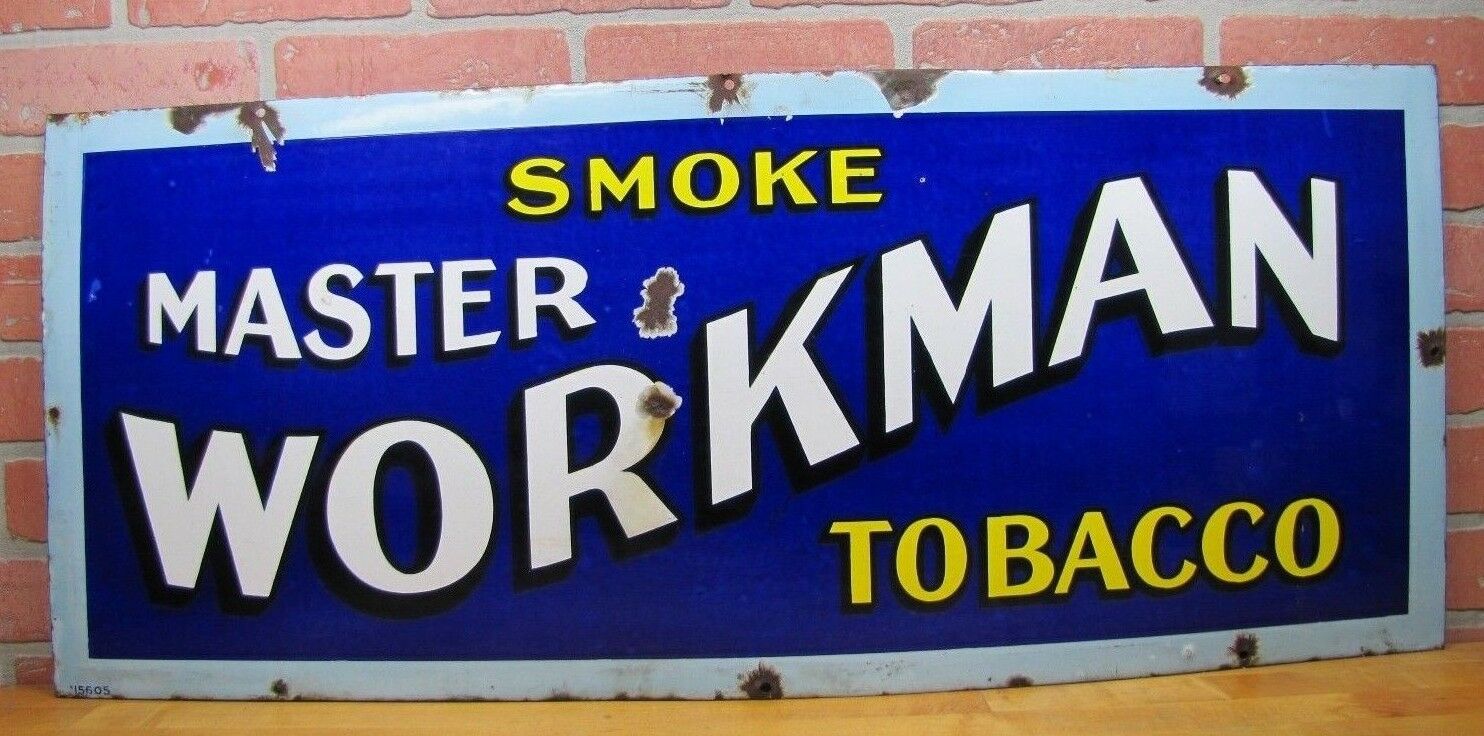 SMOKE
MASTER
WORKMAN
TOBACCO
15605